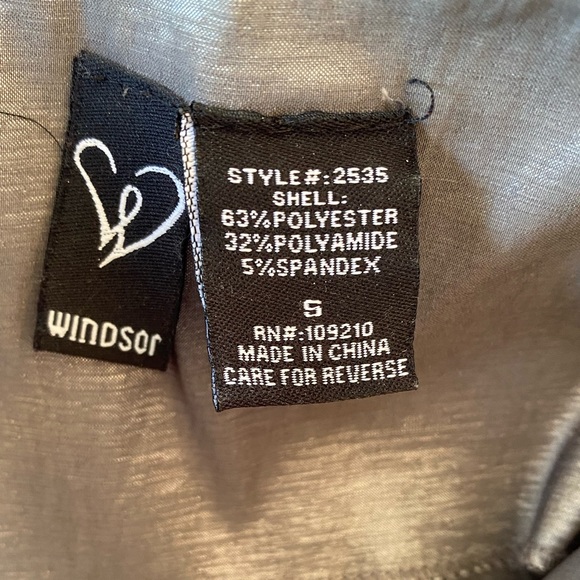 WINDSOR
STYLE#:2535
SHELL:
63%POLYESTER
32%POLYAMIDE
5%SPANDEX
S
RN#:109210
MADE IN CHINA
CARE FOR REVERSE